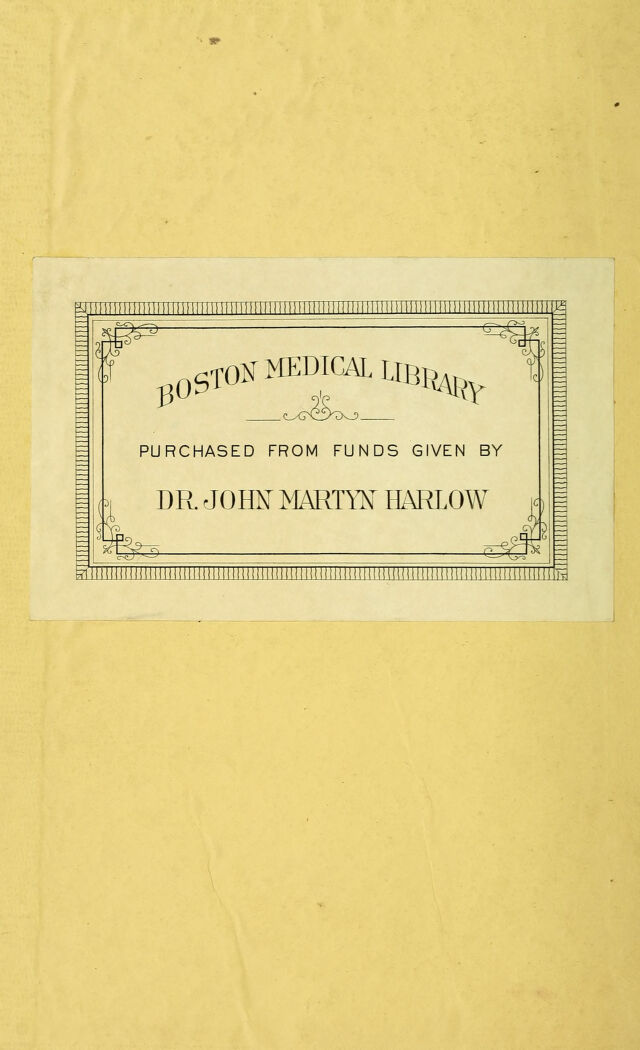 BOSTON MEDICAL LIBRARY
PURCHASED FROM FUNDS GIVEN BY
DR. JOHN MARTYN HARLOW